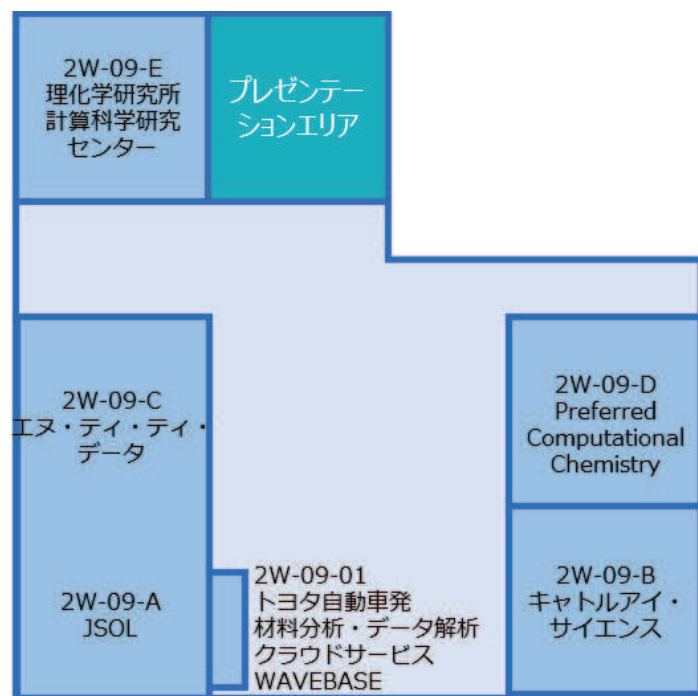 2W-09-E
理化学研究所
計算科学研究
センター
プレゼンテー
ションエリア
2W-09-C
エヌ・ティ・ティ・
データ
2W-09-D
Preferred
Computational
Chemistry
2W-09-A
JSOL
2W-09-01
トヨタ自動車発
材料分析・データ解析
クラウドサービス
WAVEBASE
2W-09-B
キャトルアイ・
サイエンス